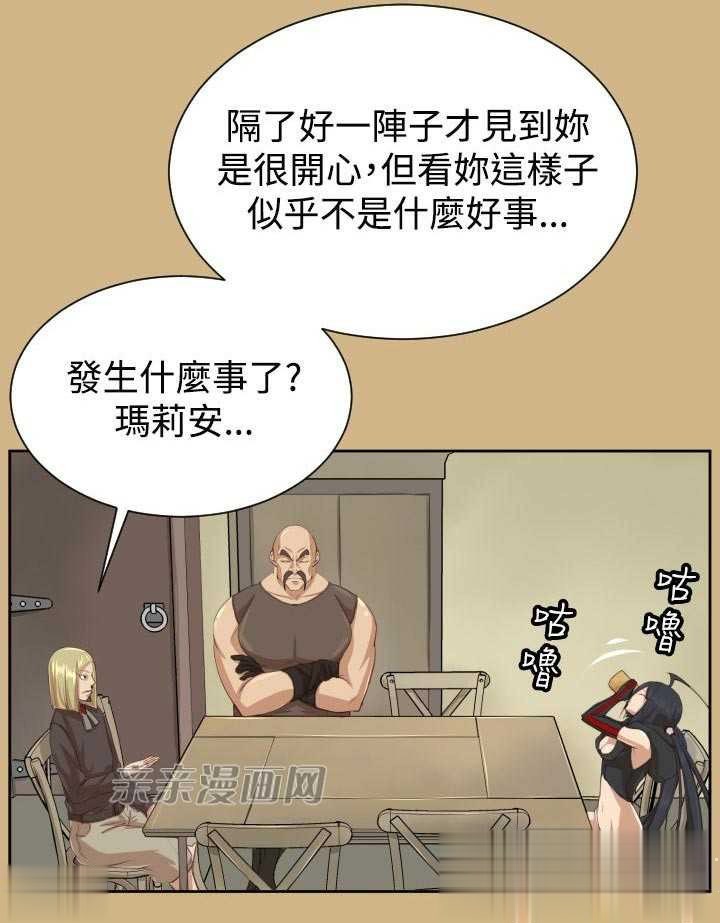 隔了好一陣子才見到妳
是很開心，但看妳這樣子
似乎不是什麼好事...
發生什麼事了?
瑪莉安...
咕嚕
咕嚕
亲亲漫画网